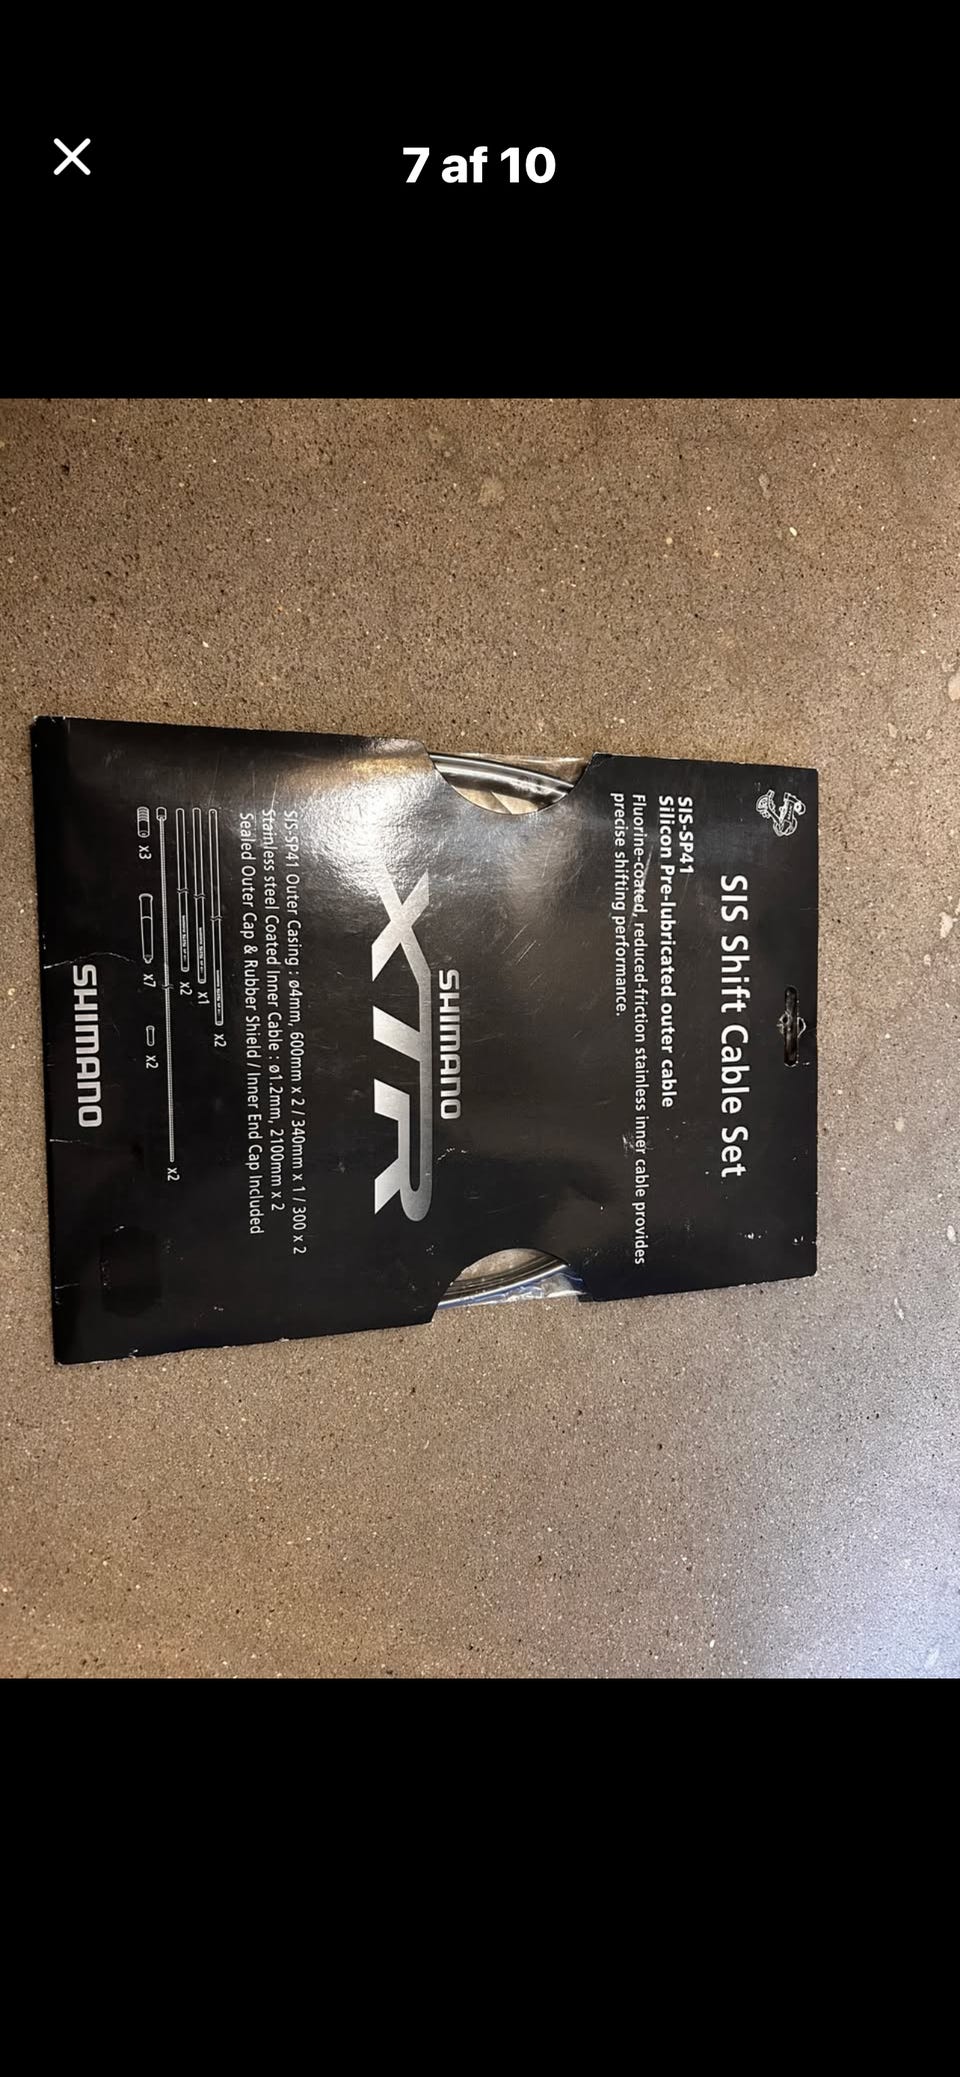 7 af 10
SIS Shift Cable Set
SIS-SP41
Silicon Pre-lubricated outer cable
Fluorine-coated, reduced-friction stainless inner cable provides
precise shifting performance.
SHIMANO
XTR
SIS-SP41 Outer Casing : ø4mm, 600mm x 2 / 340mm x 1 / 300 x 2
Stainless steel Coated Inner Cable : ø1.2mm, 2100mm x 2
Sealed Outer Cap & Rubber Shield / Inner End Cap Included
x2
x1
x2
x2
x3
x7
x2
SHIMANO